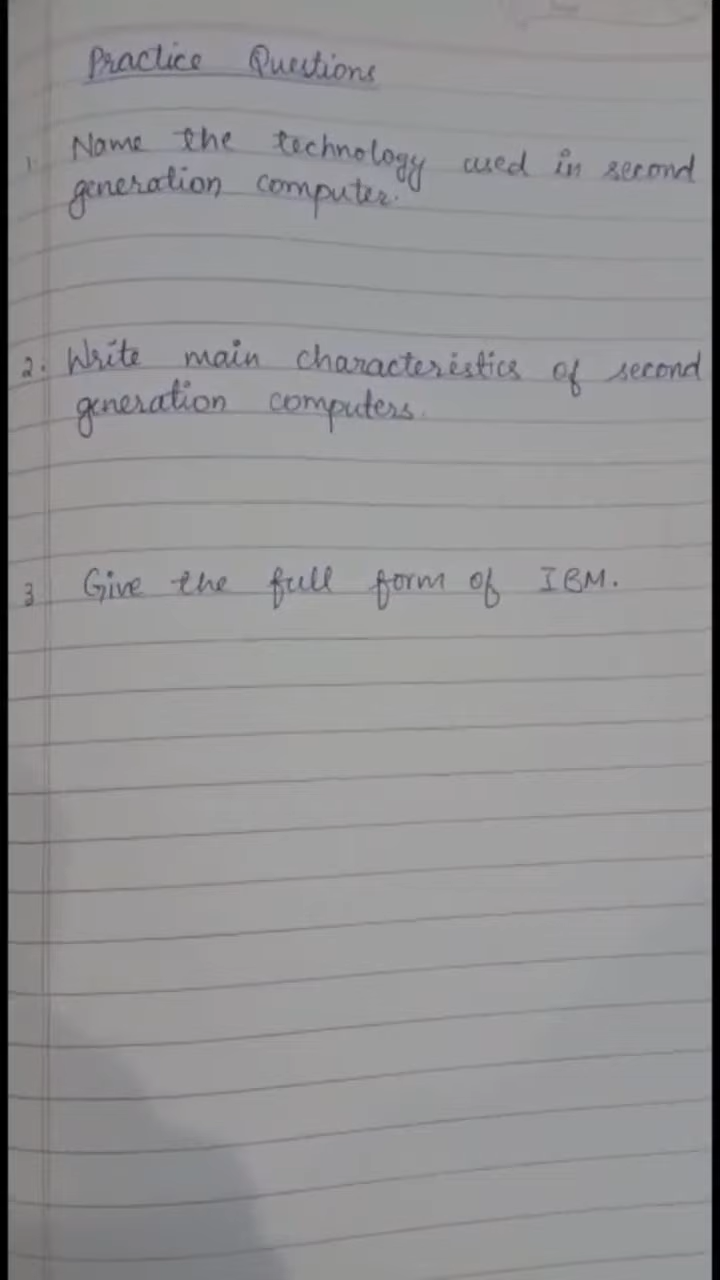 Practice Questions
1. Name the technology used in second
generation computer.
2. Write main characteristics of second
generation computers.
3 Give the full form of IBM.